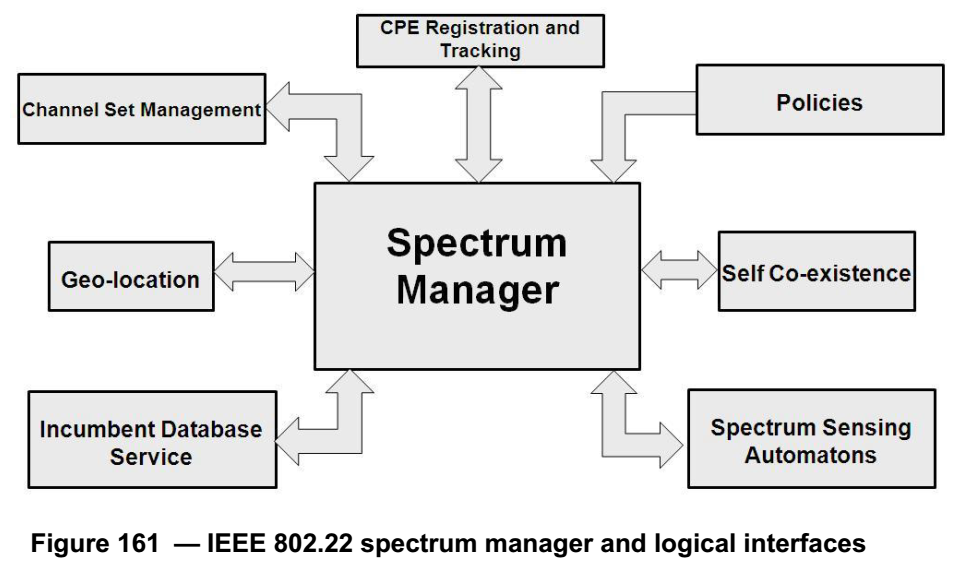 CPE Registration and
Tracking
Channel Set Management
Policies
Spectrum
Manager
Geo-location
Self Co-existence
Incumbent Database
Service
Spectrum Sensing
Automatons
Figure 161 — IEEE 802.22 spectrum manager and logical interfaces